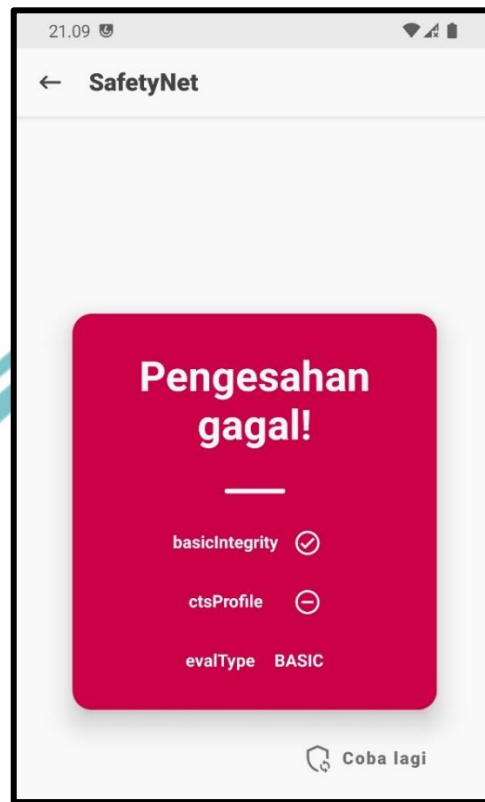 21.09
SafetyNet
Pengesahan
gagal!
basicIntegrity
ctsProfile
evalType BASIC
Coba lagi